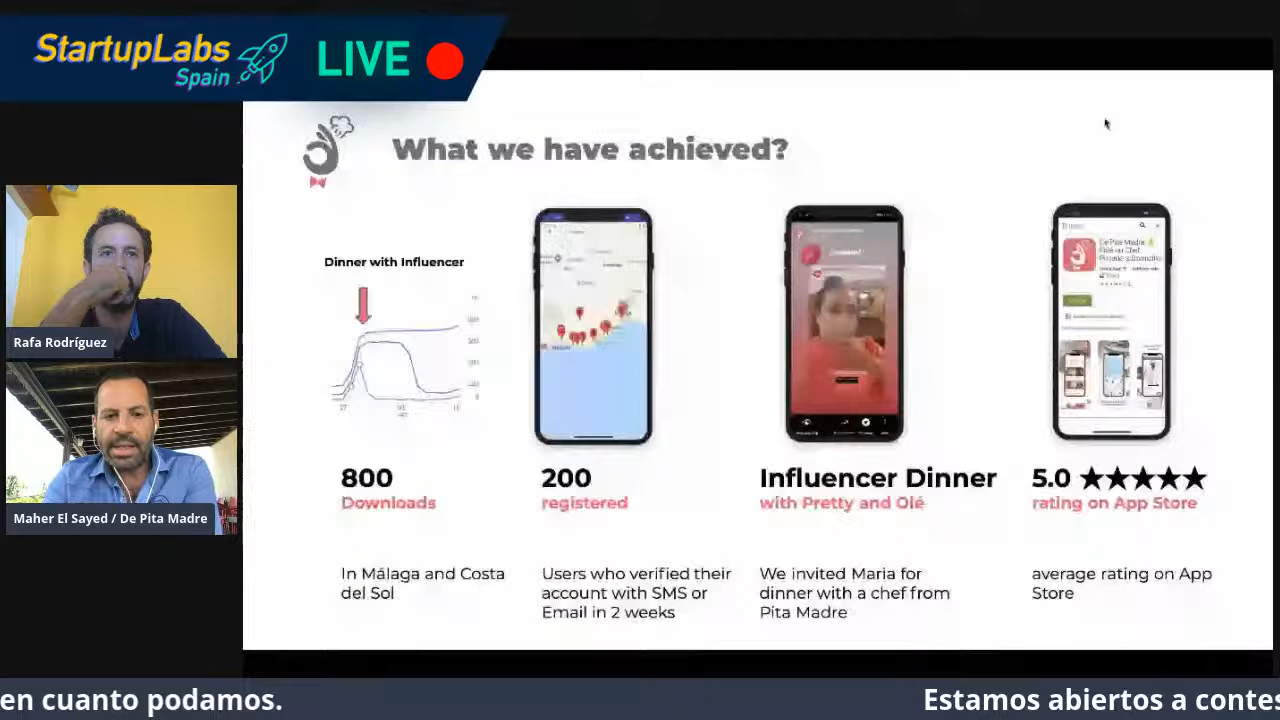 StartupLabs
Spain
LIVE
What we have achieved?
Dinner with Influencer
800
Downloads
In Málaga and Costa
del Sol
200
registered
Users who verified their
account with SMS or
Email in 2 weeks
Influencer Dinner
with Pretty and Olé
We invited Maria for
dinner with a chef from
Pita Madre
5.0 ★★★★★
rating on App Store
average rating on App
Store
Rafa Rodríguez
Maher El Sayed / De Pita Madre
en cuanto podamos.
Estamos abiertos a contes